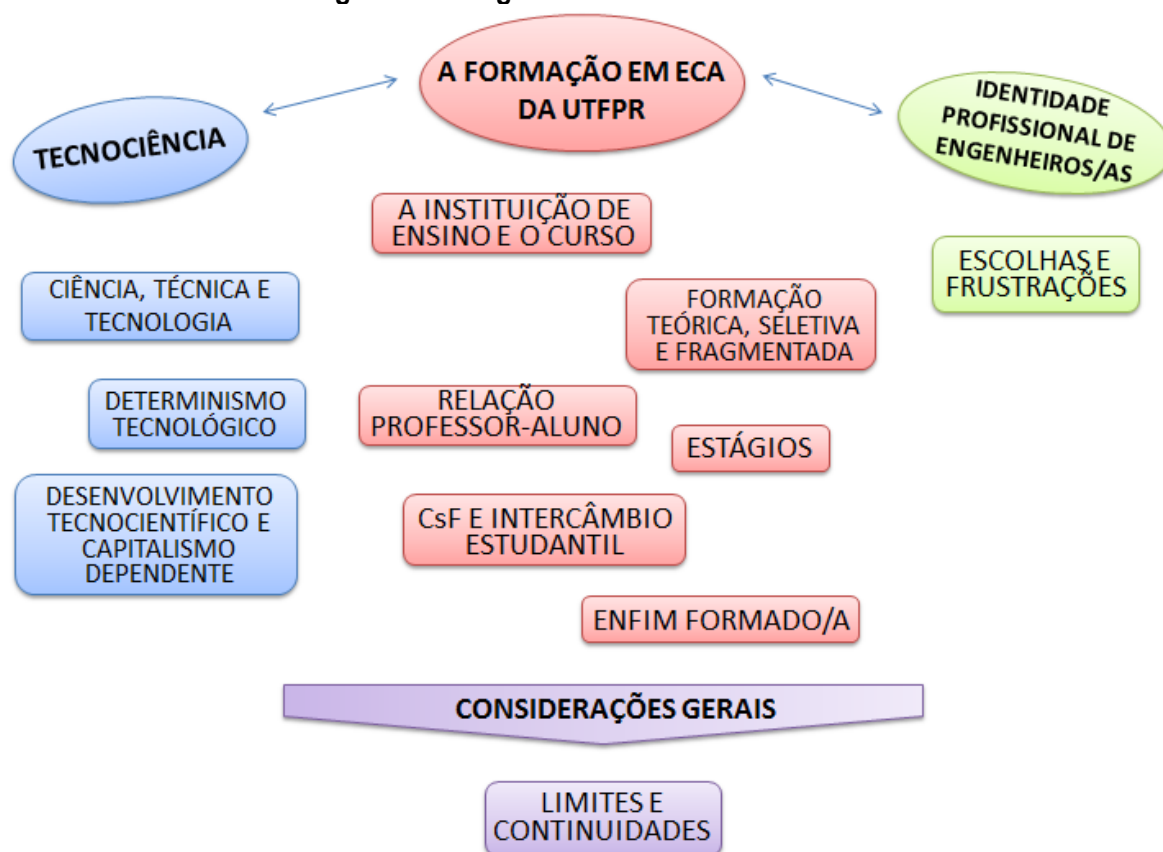 A FORMAÇÃO EM ECA
DA UTFPR
TECNOCIÊNCIA
IDENTIDADE
PROFISSIONAL DE
ENGENHEIROS/AS
A INSTITUIÇÃO DE
ENSINO E O CURSO
ESCOLHAS E
FRUSTRAÇÕES
CIÊNCIA, TÉCNICA E
TECNOLOGIA
FORMAÇÃO
TEÓRICA, SELETIVA
E FRAGMENTADA
DETERMINISMO
TECNOLÓGICO
RELAÇÃO
PROFESSOR-ALUNO
ESTÁGIOS
DESENVOLVIMENTO
TECNOCIENTÍFICO E
CAPITALISMO
DEPENDENTE
CsF E INTERCÂMBIO
ESTUDANTIL
ENFIM FORMADO/A
CONSIDERAÇÕES GERAIS
LIMITES E
CONTINUIDADES